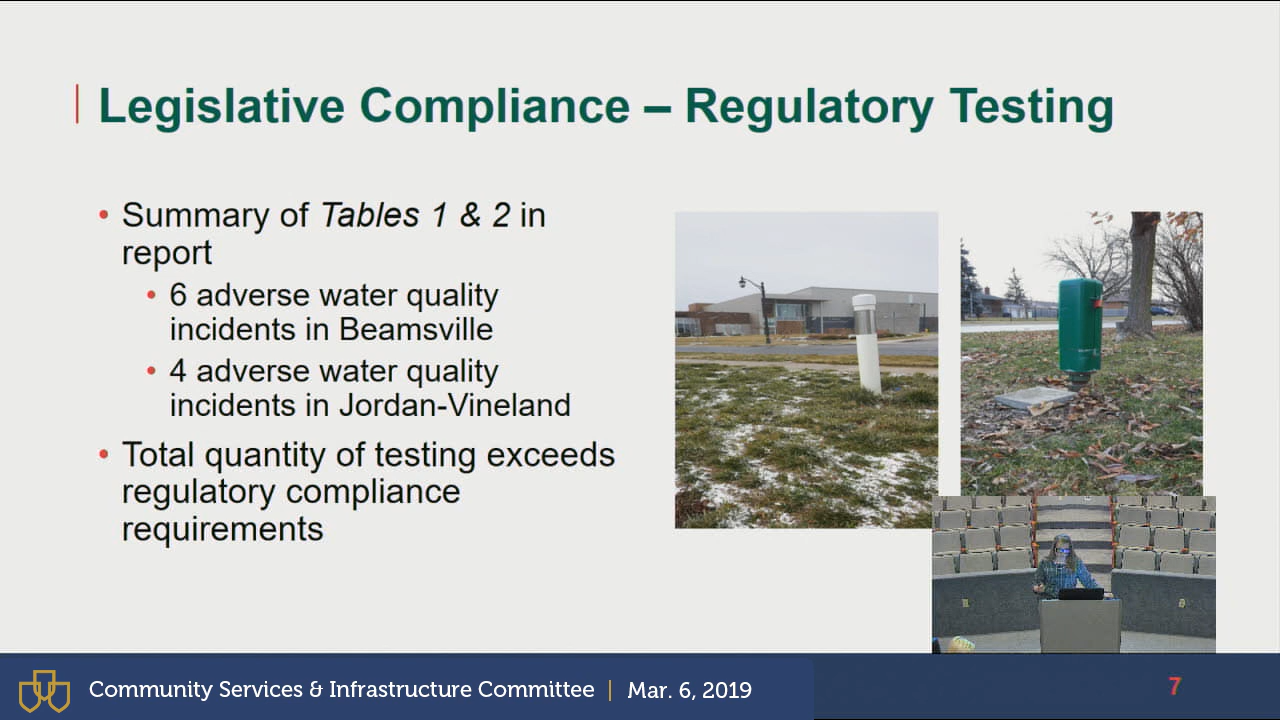 Legislative Compliance – Regulatory Testing
• Summary of Tables 1 & 2 in
report
• 6 adverse water quality
incidents in Beamsville
• 4 adverse water quality
incidents in Jordan-Vineland
• Total quantity of testing exceeds
regulatory compliance
requirements
Community Services & Infrastructure Committee | Mar. 6, 2019
7